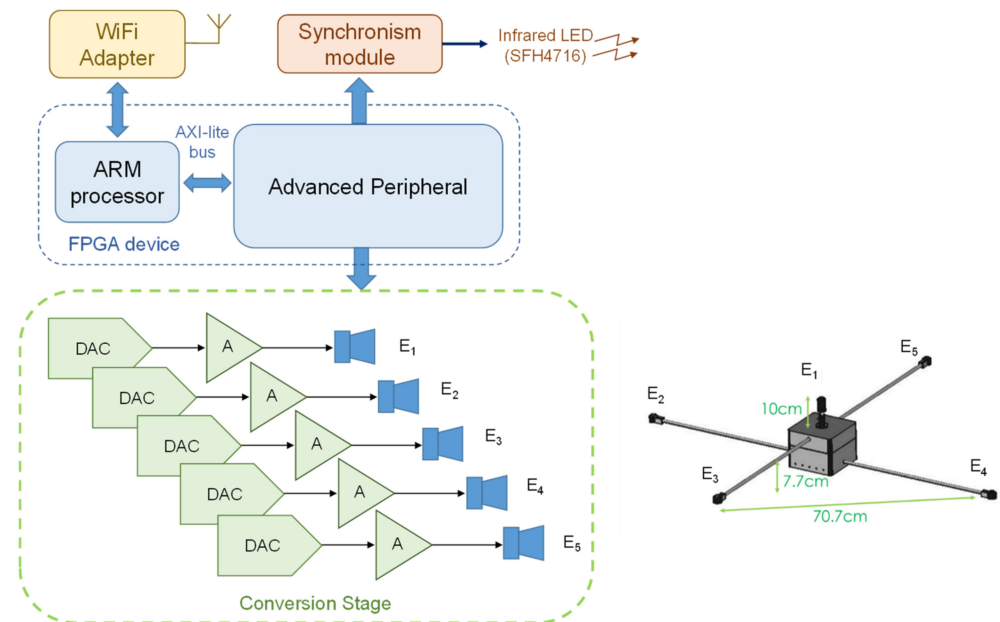 WiFi
Adapter
Synchronism
module
Infrared LED
(SFH4716)
AXI-lite
bus
ARM
processor
Advanced Peripheral
FPGA device
DAC
A
E1
DAC
A
E2
DAC
A
E3
DAC
A
E4
DAC
A
E5
Conversion Stage
E5
E1
E2
10cm
E3
7.7cm
E4
70.7cm